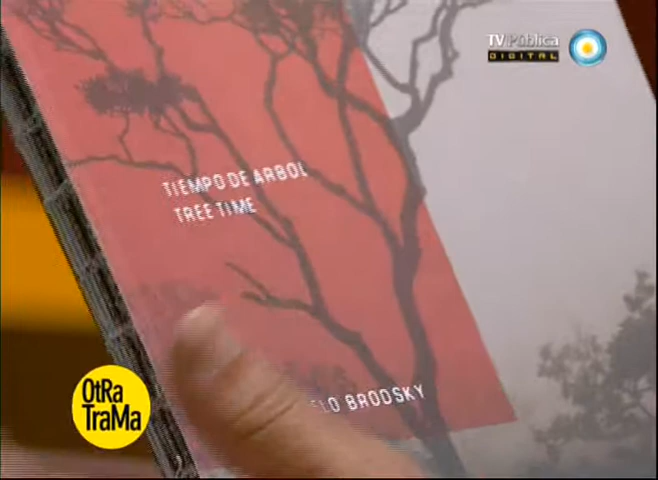 TV Pública
DIGITAL
TIEMPO DE ARBOL
TREE TIME
BRODSKY
OtRa
TraMa